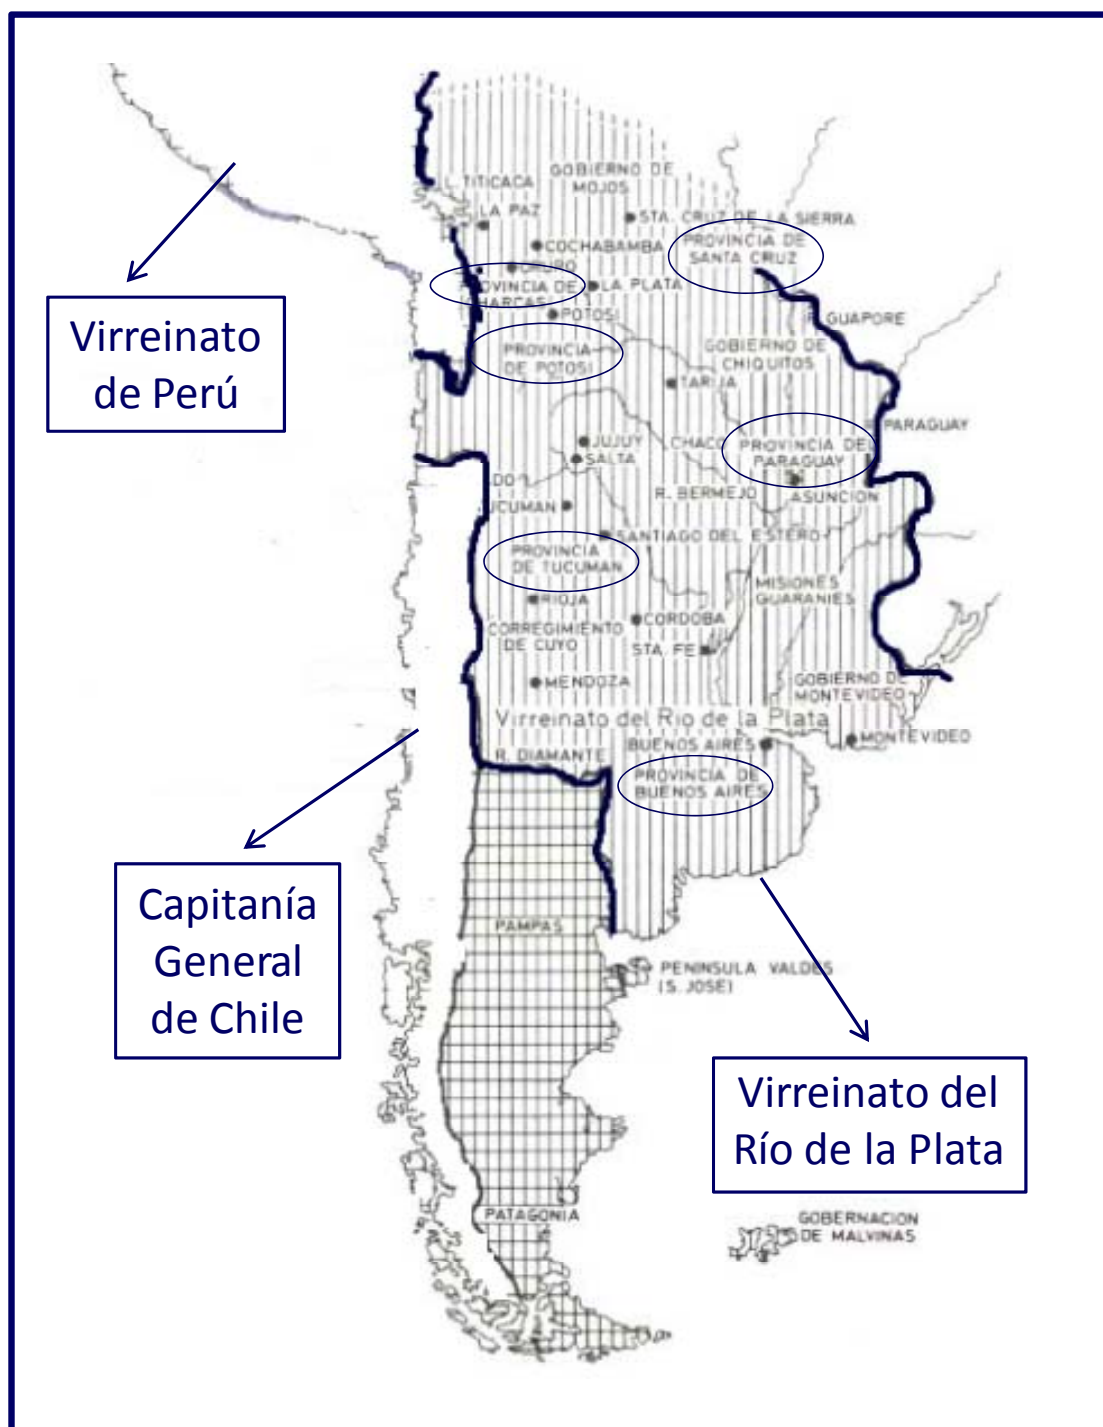 GOBIERNO DE
MOJOS
L. TITICACA
LA PAZ
STA. CRUZ DE LA SIERRA
PROVINCIA DE
SANTA CRUZ
COCHABAMBA
ORURO
PROVINCIA DE
CHARCAS
LA PLATA
POTOSI
R. GUAPORE
Virreinato
de Perú
PROVINCIA
DE POTOSI
GOBIERNO DE
CHIQUITOS
TARIJA
PARAGUAY
JUJUY
CHACO
PROVINCIA DEL
PARAGUAY
SALTA
R. BERMEJO
ASUNCION
UCUMAN
SANTIAGO DEL ESTERO
PROVINCIA
DE TUCUMAN
MISIONES
GUARANIES
RIOJA
CORDOBA
CORREGIMIENTO
DE CUYO
STA. FE
MENDOZA
GOBIERNO DE
MONTEVIDEO
Virreinato del Rio de la Plata
R. DIAMANTE
BUENOS AIRES
MONTEVIDEO
PROVINCIA DE
BUENOS AIRES
Capitanía
General
de Chile
PAMPAS
PENINSULA VALDES
(S. JOSE)
Virreinato del
Río de la Plata
PATAGONIA
GOBERNACION
DE MALVINAS